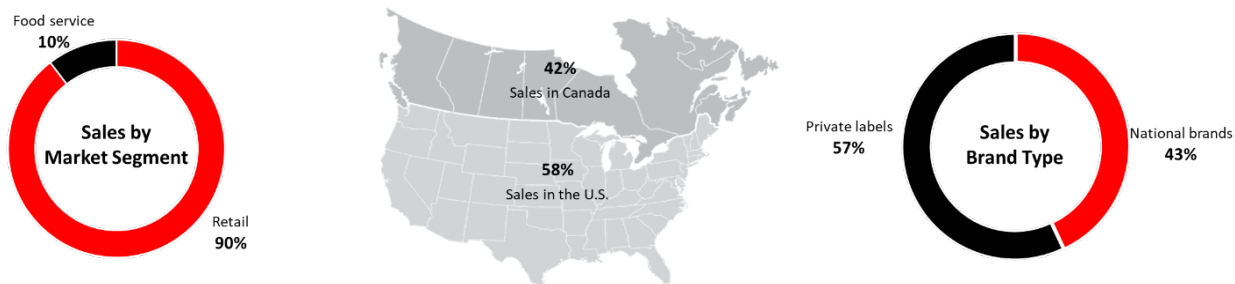 Food service
10%
Sales by
Market Segment
Retail
90%
42%
Sales in Canada
58%
Sales in the U.S.
Private labels
57%
Sales by
Brand Type
National brands
43%